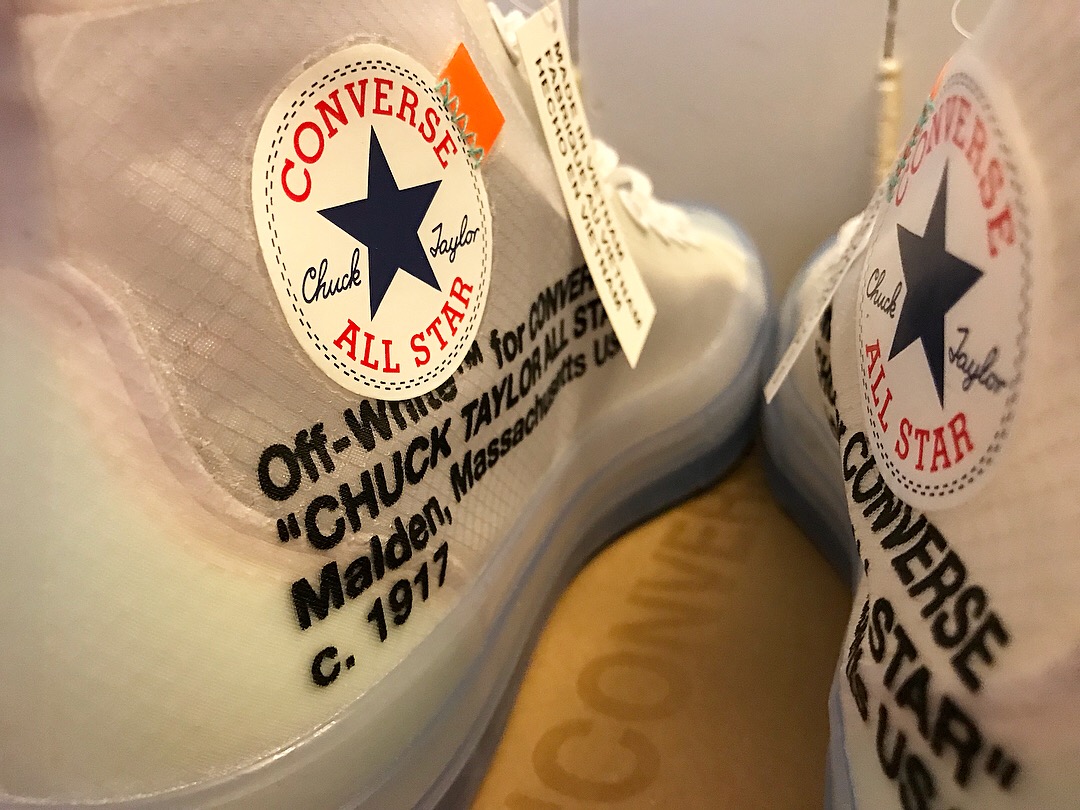 CONVERSE
Chuck Taylor
ALL STAR
Off-White™ for CONVERSE
"CHUCK TAYLOR ALL STAR
Malden, Massachusetts US
c. 1917
CONVERSE
Chuck Taylor
ALL STAR
CONVERSE
STAR"
US
CONVERSE